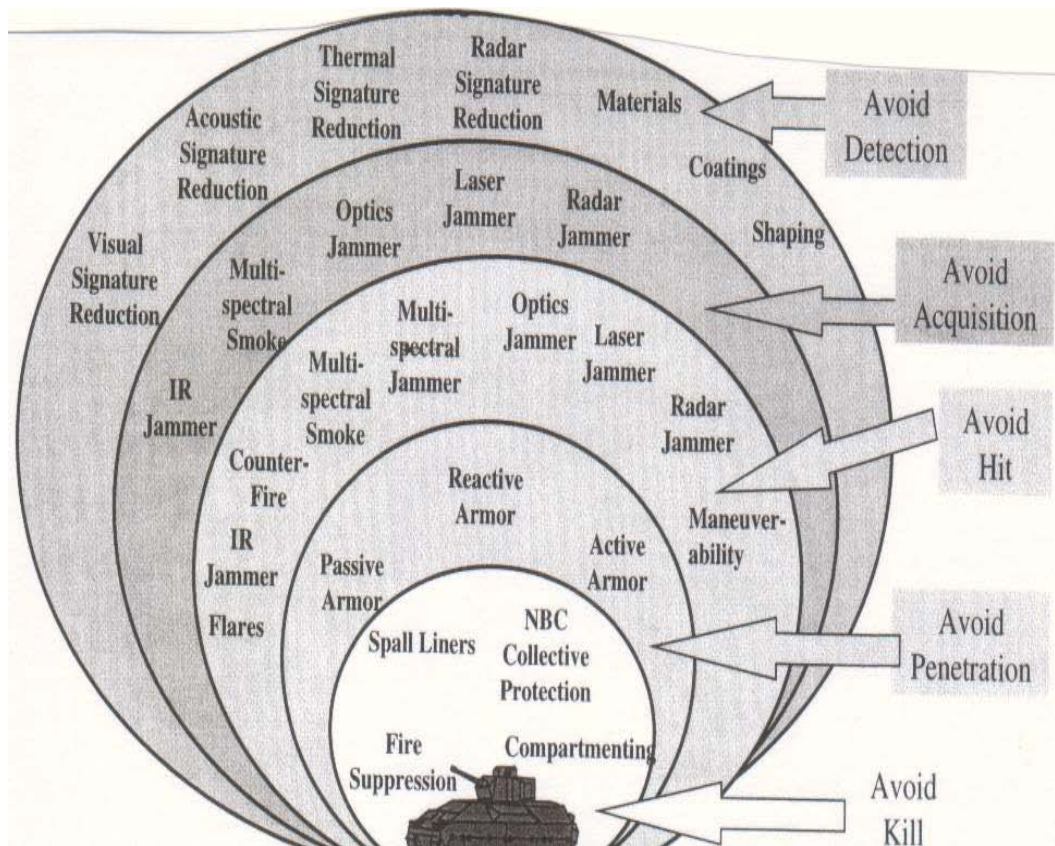 Thermal
Signature
Reduction
Radar
Signature
Reduction
Materials
Acoustic
Signature
Reduction
Coatings
Shaping
Visual
Signature
Reduction
Avoid
Detection
Laser
Jammer
Optics
Jammer
Radar
Jammer
Multi-
spectral
Smoke
IR
Jammer
Avoid
Acquisition
Optics
Jammer
Multi-
spectral
Jammer
Laser
Jammer
Multi-
spectral
Smoke
Radar
Jammer
Counter-
Fire
IR
Jammer
Flares
Maneuver-
ability
Avoid
Hit
Reactive
Armor
Passive
Armor
Active
Armor
Avoid
Penetration
Spall Liners
NBC
Collective
Protection
Fire
Suppression
Compartmenting
Avoid
Kill